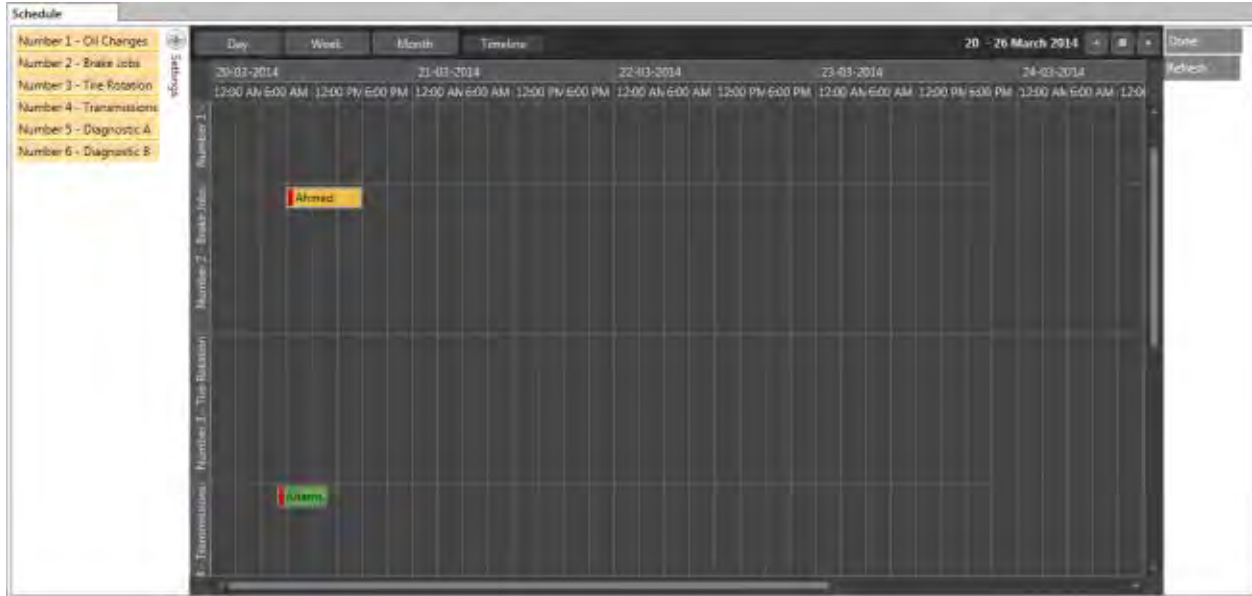 Schedule
Number 1 - Oil Changes
Number 2 - Brake Jobs
Number 3 - Tire Rotation
Number 4 - Transmissions
Number 5 - Diagnostic A
Number 6 - Diagnostic B
Settings
Day Week Month Timeline 20 - 26 March 2014
Done
Refresh
20-03-2014 21-03-2014 22-03-2014 23-03-2014 24-03-2014
12:00 AM 6:00 AM 12:00 PM 6:00 PM 12:00 AM 6:00 AM 12:00 PM 6:00 PM 12:00 AM 6:00 AM 12:00 PM 6:00 PM 12:00 AM 6:00 AM 12:00 PM 6:00 PM 12:00 AM 6:00 AM 12:00
Number 1 -
Number 2 - Brake Jobs
Ahmed
Number 3 - Tire Rotation
4 - Transmissions